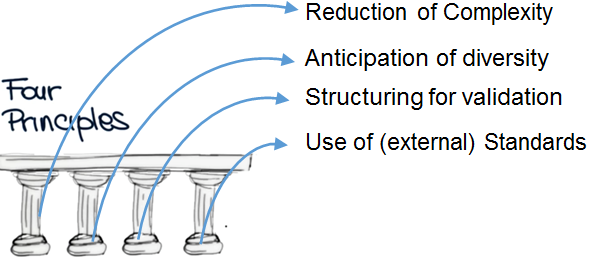 Reduction of Complexity
Anticipation of diversity
Four
Principles
Structuring for validation
Use of (external) Standards